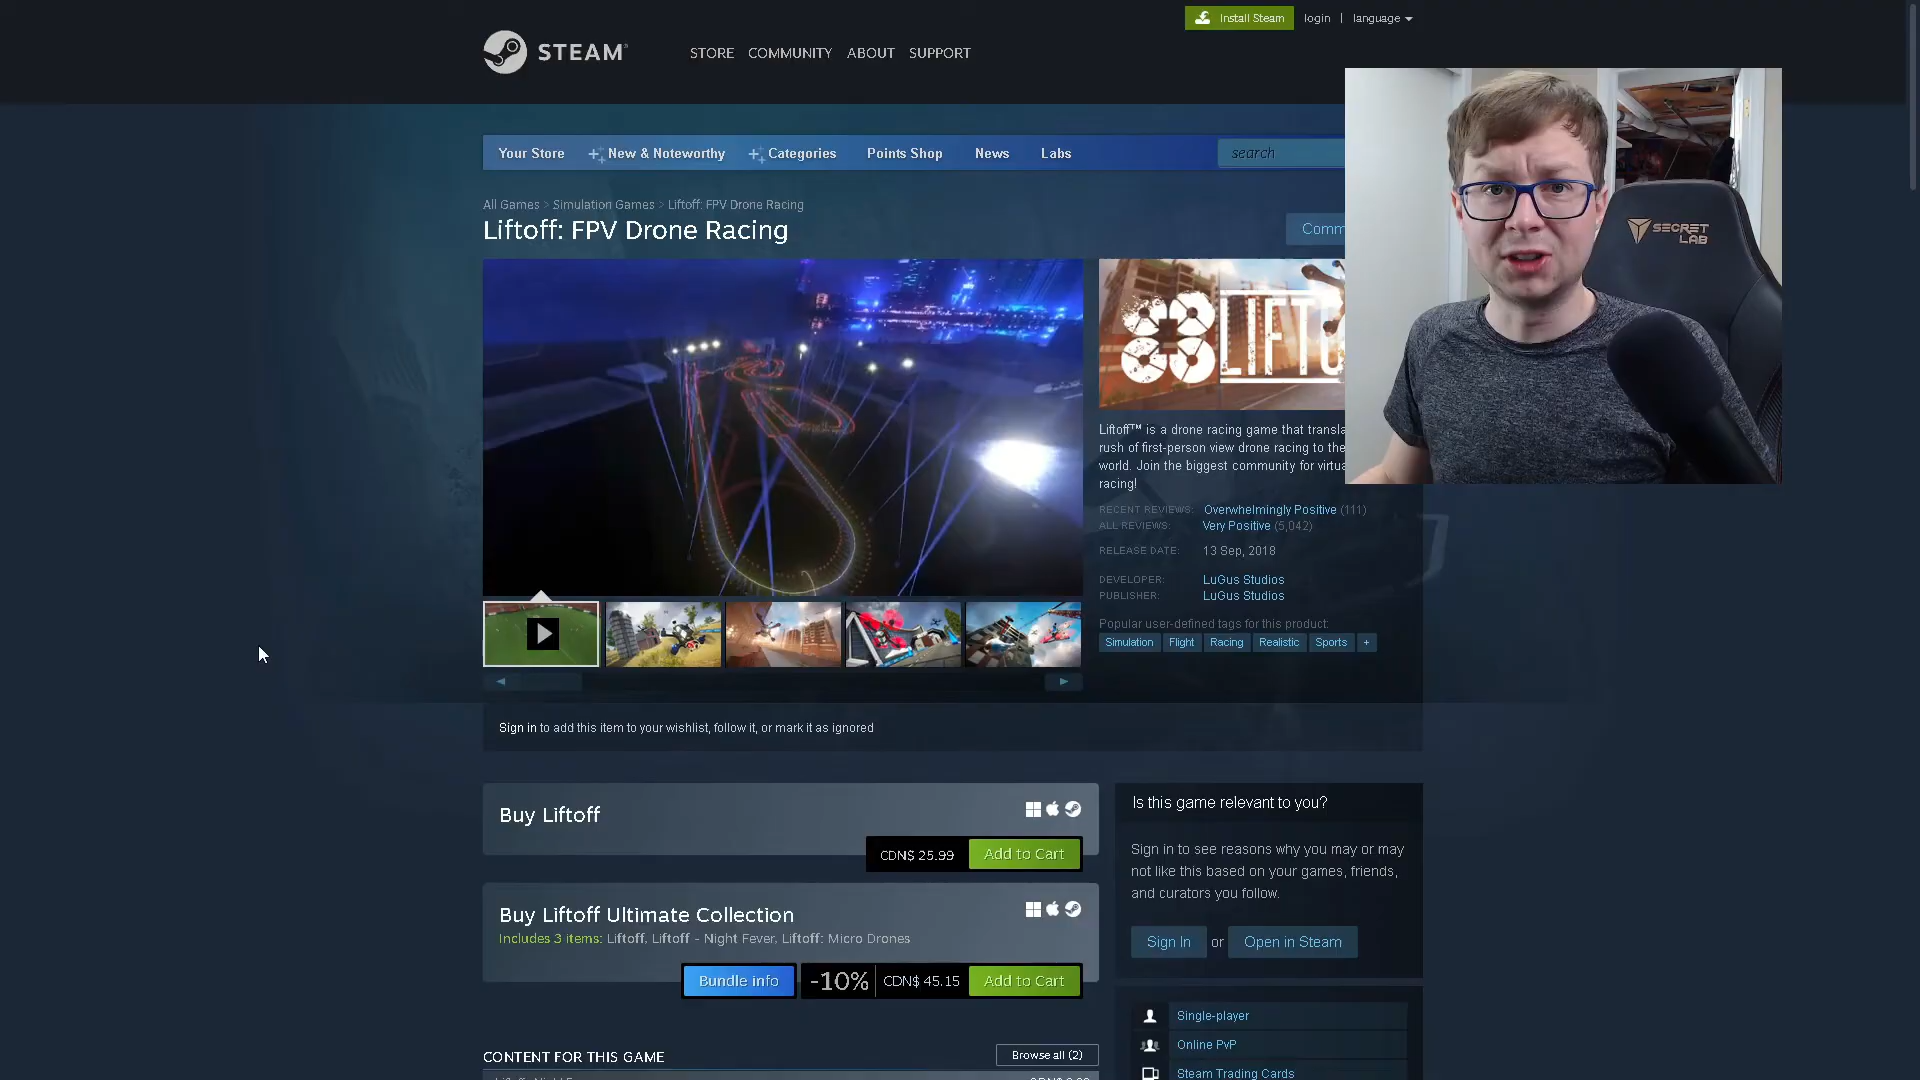 Install Steam login | language
STEAM
STORE COMMUNITY ABOUT SUPPORT
Your Store New & Noteworthy Categories Points Shop News Labs search
All Games > Simulation Games > Liftoff: FPV Drone Racing
Liftoff: FPV Drone Racing
Comm
SECRET
LAB
Liftoff™ is a drone racing game that transla
rush of first-person view drone racing to the
world. Join the biggest community for virtua
racing!
RECENT REVIEWS: Overwhelmingly Positive (111)
ALL REVIEWS: Very Positive (5,042)
RELEASE DATE: 13 Sep, 2018
DEVELOPER: LuGus Studios
PUBLISHER: LuGus Studios
Popular user-defined tags for this product:
Simulation Flight Racing Realistic Sports +
Sign in to add this item to your wishlist, follow it, or mark it as ignored
Buy Liftoff
CDN$ 25.99 Add to Cart
Buy Liftoff Ultimate Collection
Includes 3 items: Liftoff, Liftoff - Night Fever, Liftoff: Micro Drones
Bundle info -10% CDN$ 45.15 Add to Cart
CONTENT FOR THIS GAME Browse all (2)
Is this game relevant to you?
Sign in to see reasons why you may or may
not like this based on your games, friends,
and curators you follow.
Sign In or Open in Steam
Single-player
Online PvP
Steam Trading Cards